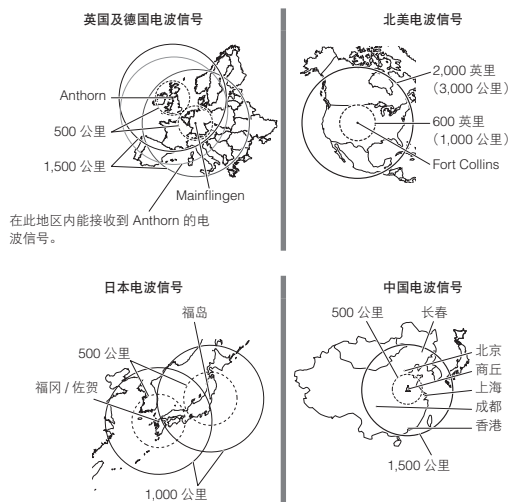 英国及德国电波信号
Anthorn
500 公里
1,500 公里
Mainflingen
在此地区内能接收到 Anthorn 的电
波信号。
北美电波信号
2,000 英里
（3,000 公里）
600 英里
（1,000 公里）
Fort Collins
日本电波信号
福岛
500 公里
福冈 / 佐贺
1,000 公里
中国电波信号
500 公里
长春
北京
商丘
上海
成都
香港
1,500 公里